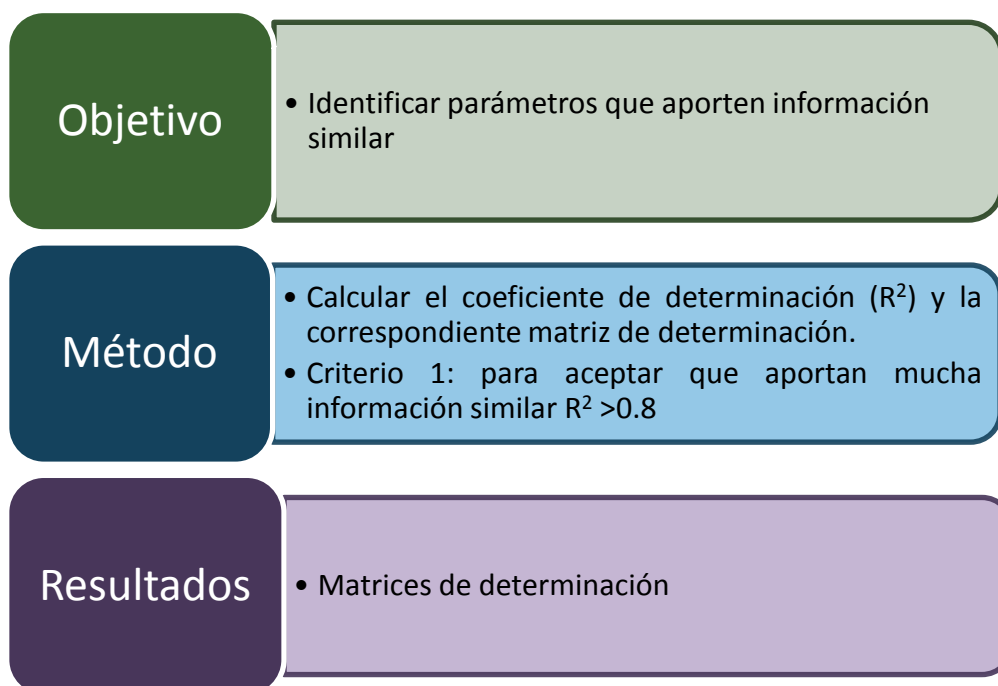 Objetivo
• Identificar parámetros que aporten información
similar
Método
• Calcular el coeficiente de determinación (R²) y la
correspondiente matriz de determinación.
• Criterio 1: para aceptar que aportan mucha
información similar R² >0.8
Resultados
• Matrices de determinación